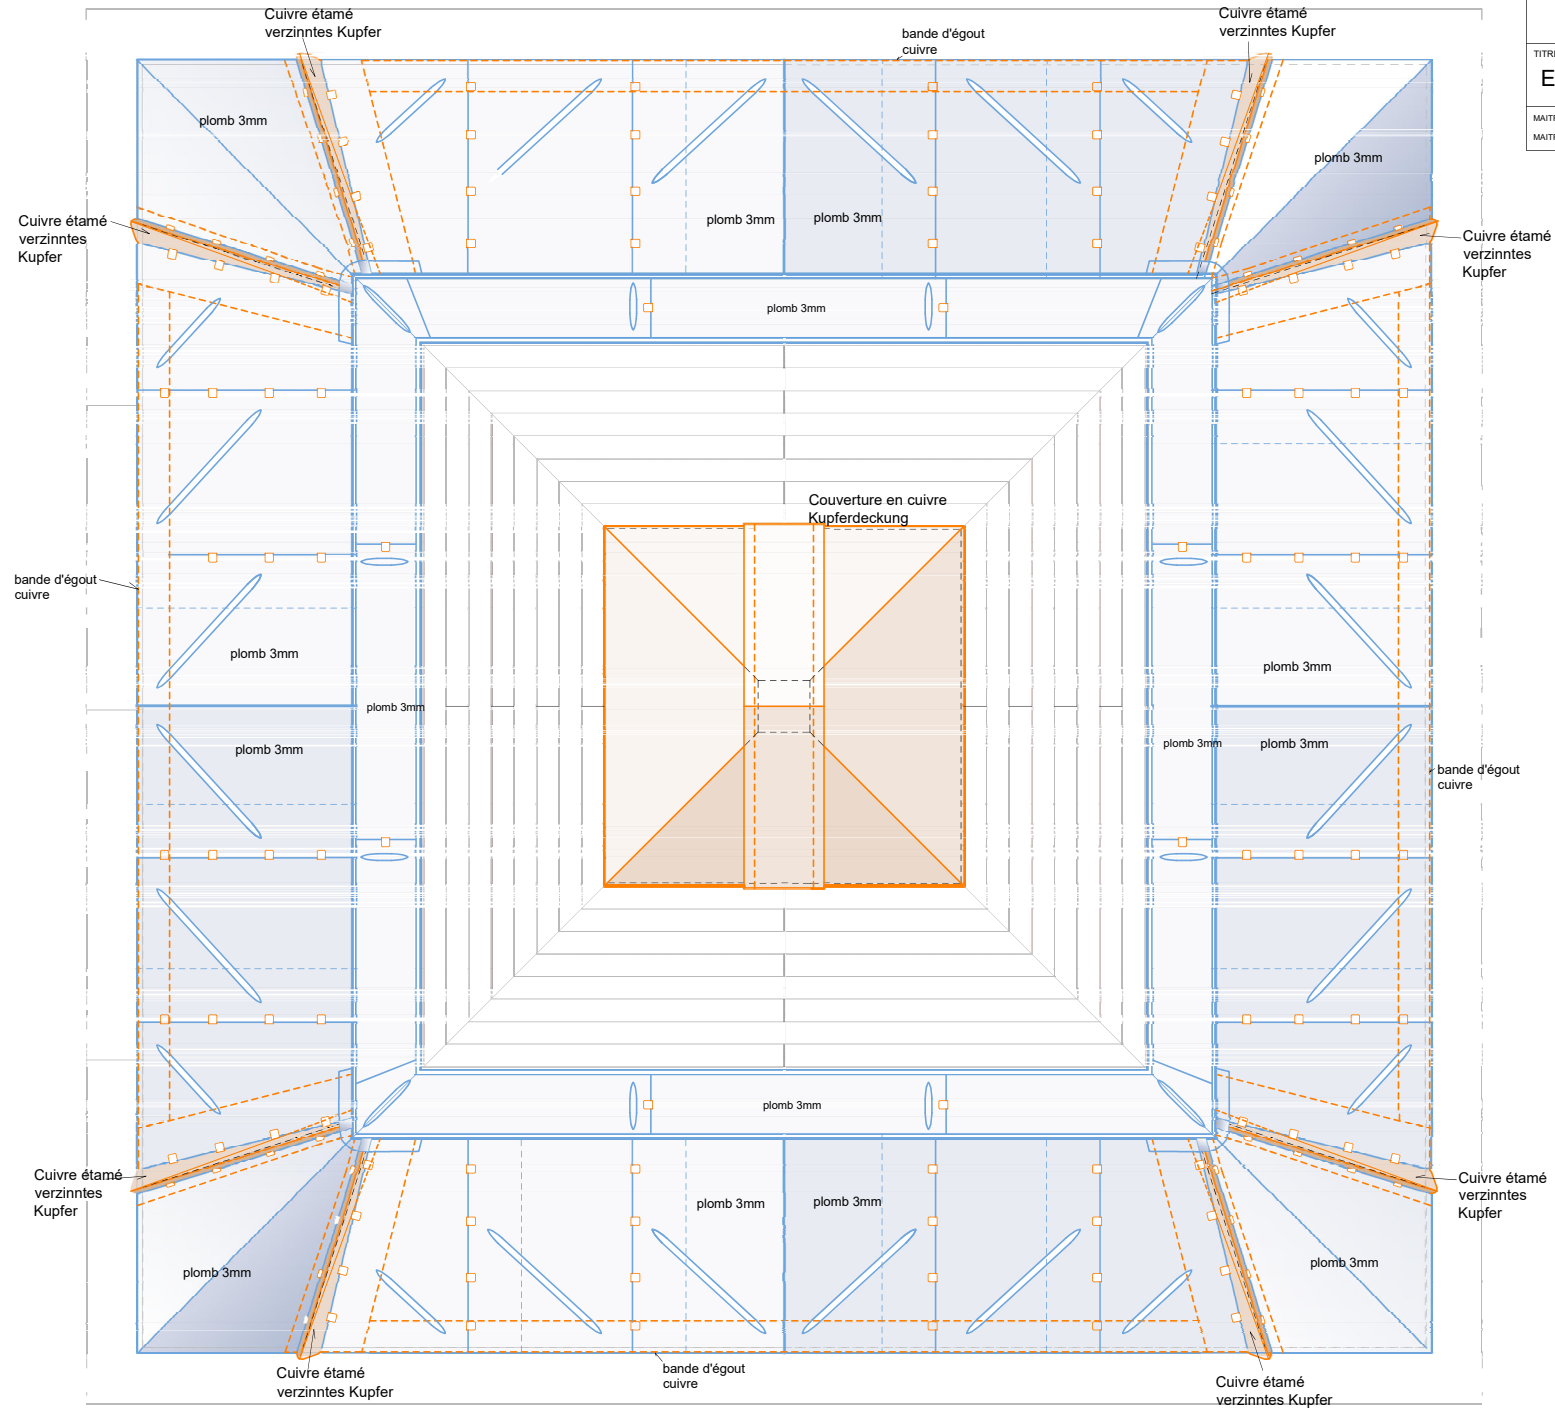 Cuivre étamé
verzinntes Kupfer
bande d'égout
cuivre
Cuivre étamé
verzinntes Kupfer
TITR
E
MAIT
MAIT
plomb 3mm
plomb 3mm
Cuivre étamé
verzinntes
Kupfer
plomb 3mm
plomb 3mm
Cuivre étamé
verzinntes
Kupfer
plomb 3mm
Couverture en cuivre
Kupferdeckung
bande d'égout
cuivre
plomb 3mm
plomb 3mm
plomb 3mm
plomb 3mm
plomb 3mm
plomb 3mm
bande d'égout
cuivre
plomb 3mm
Cuivre étamé
verzinntes
Kupfer
plomb 3mm
plomb 3mm
Cuivre étamé
verzinntes
Kupfer
plomb 3mm
plomb 3mm
Cuivre étamé
verzinntes Kupfer
bande d'égout
cuivre
Cuivre étamé
verzinntes Kupfer